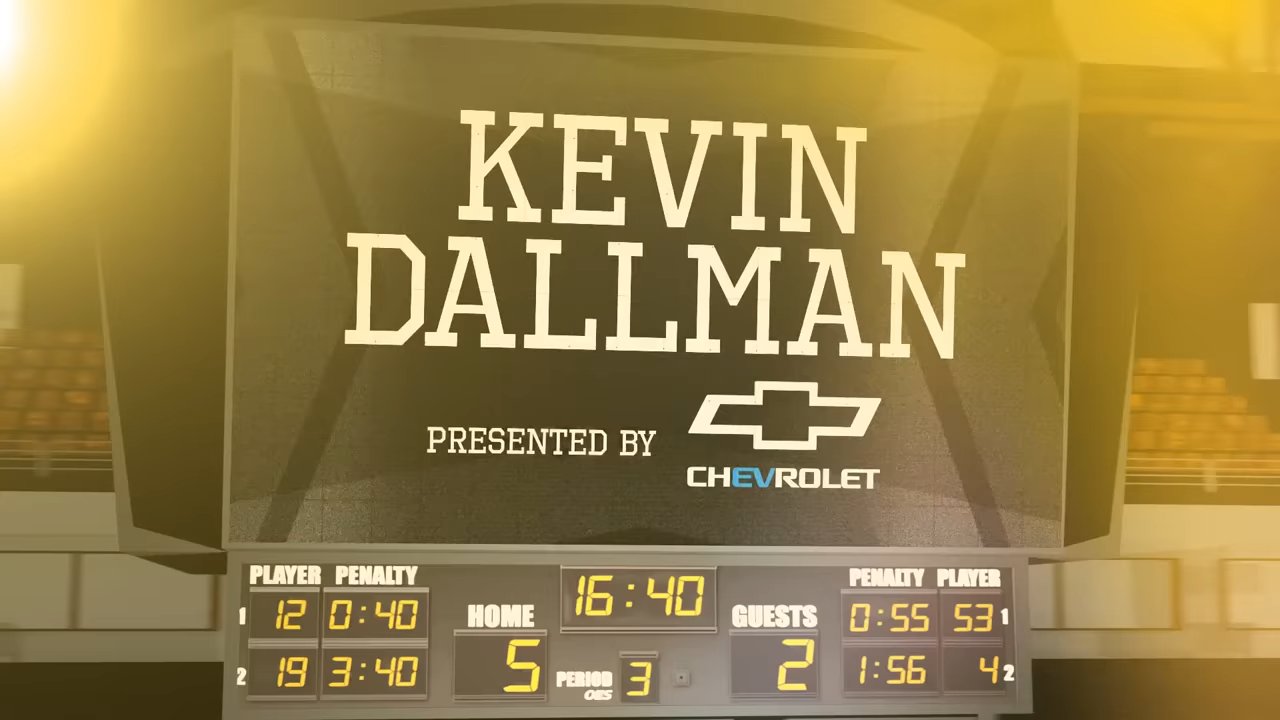 KEVIN
DALLMAN
PRESENTED BY
CHEVROLET
PLAYER PENALTY
PENALTY PLAYER
16:40
1 12 0:40
0:55 53 1
HOME
GUESTS
2 19 3:40
5
PERIOD 3
OES
2
1:56 4 2